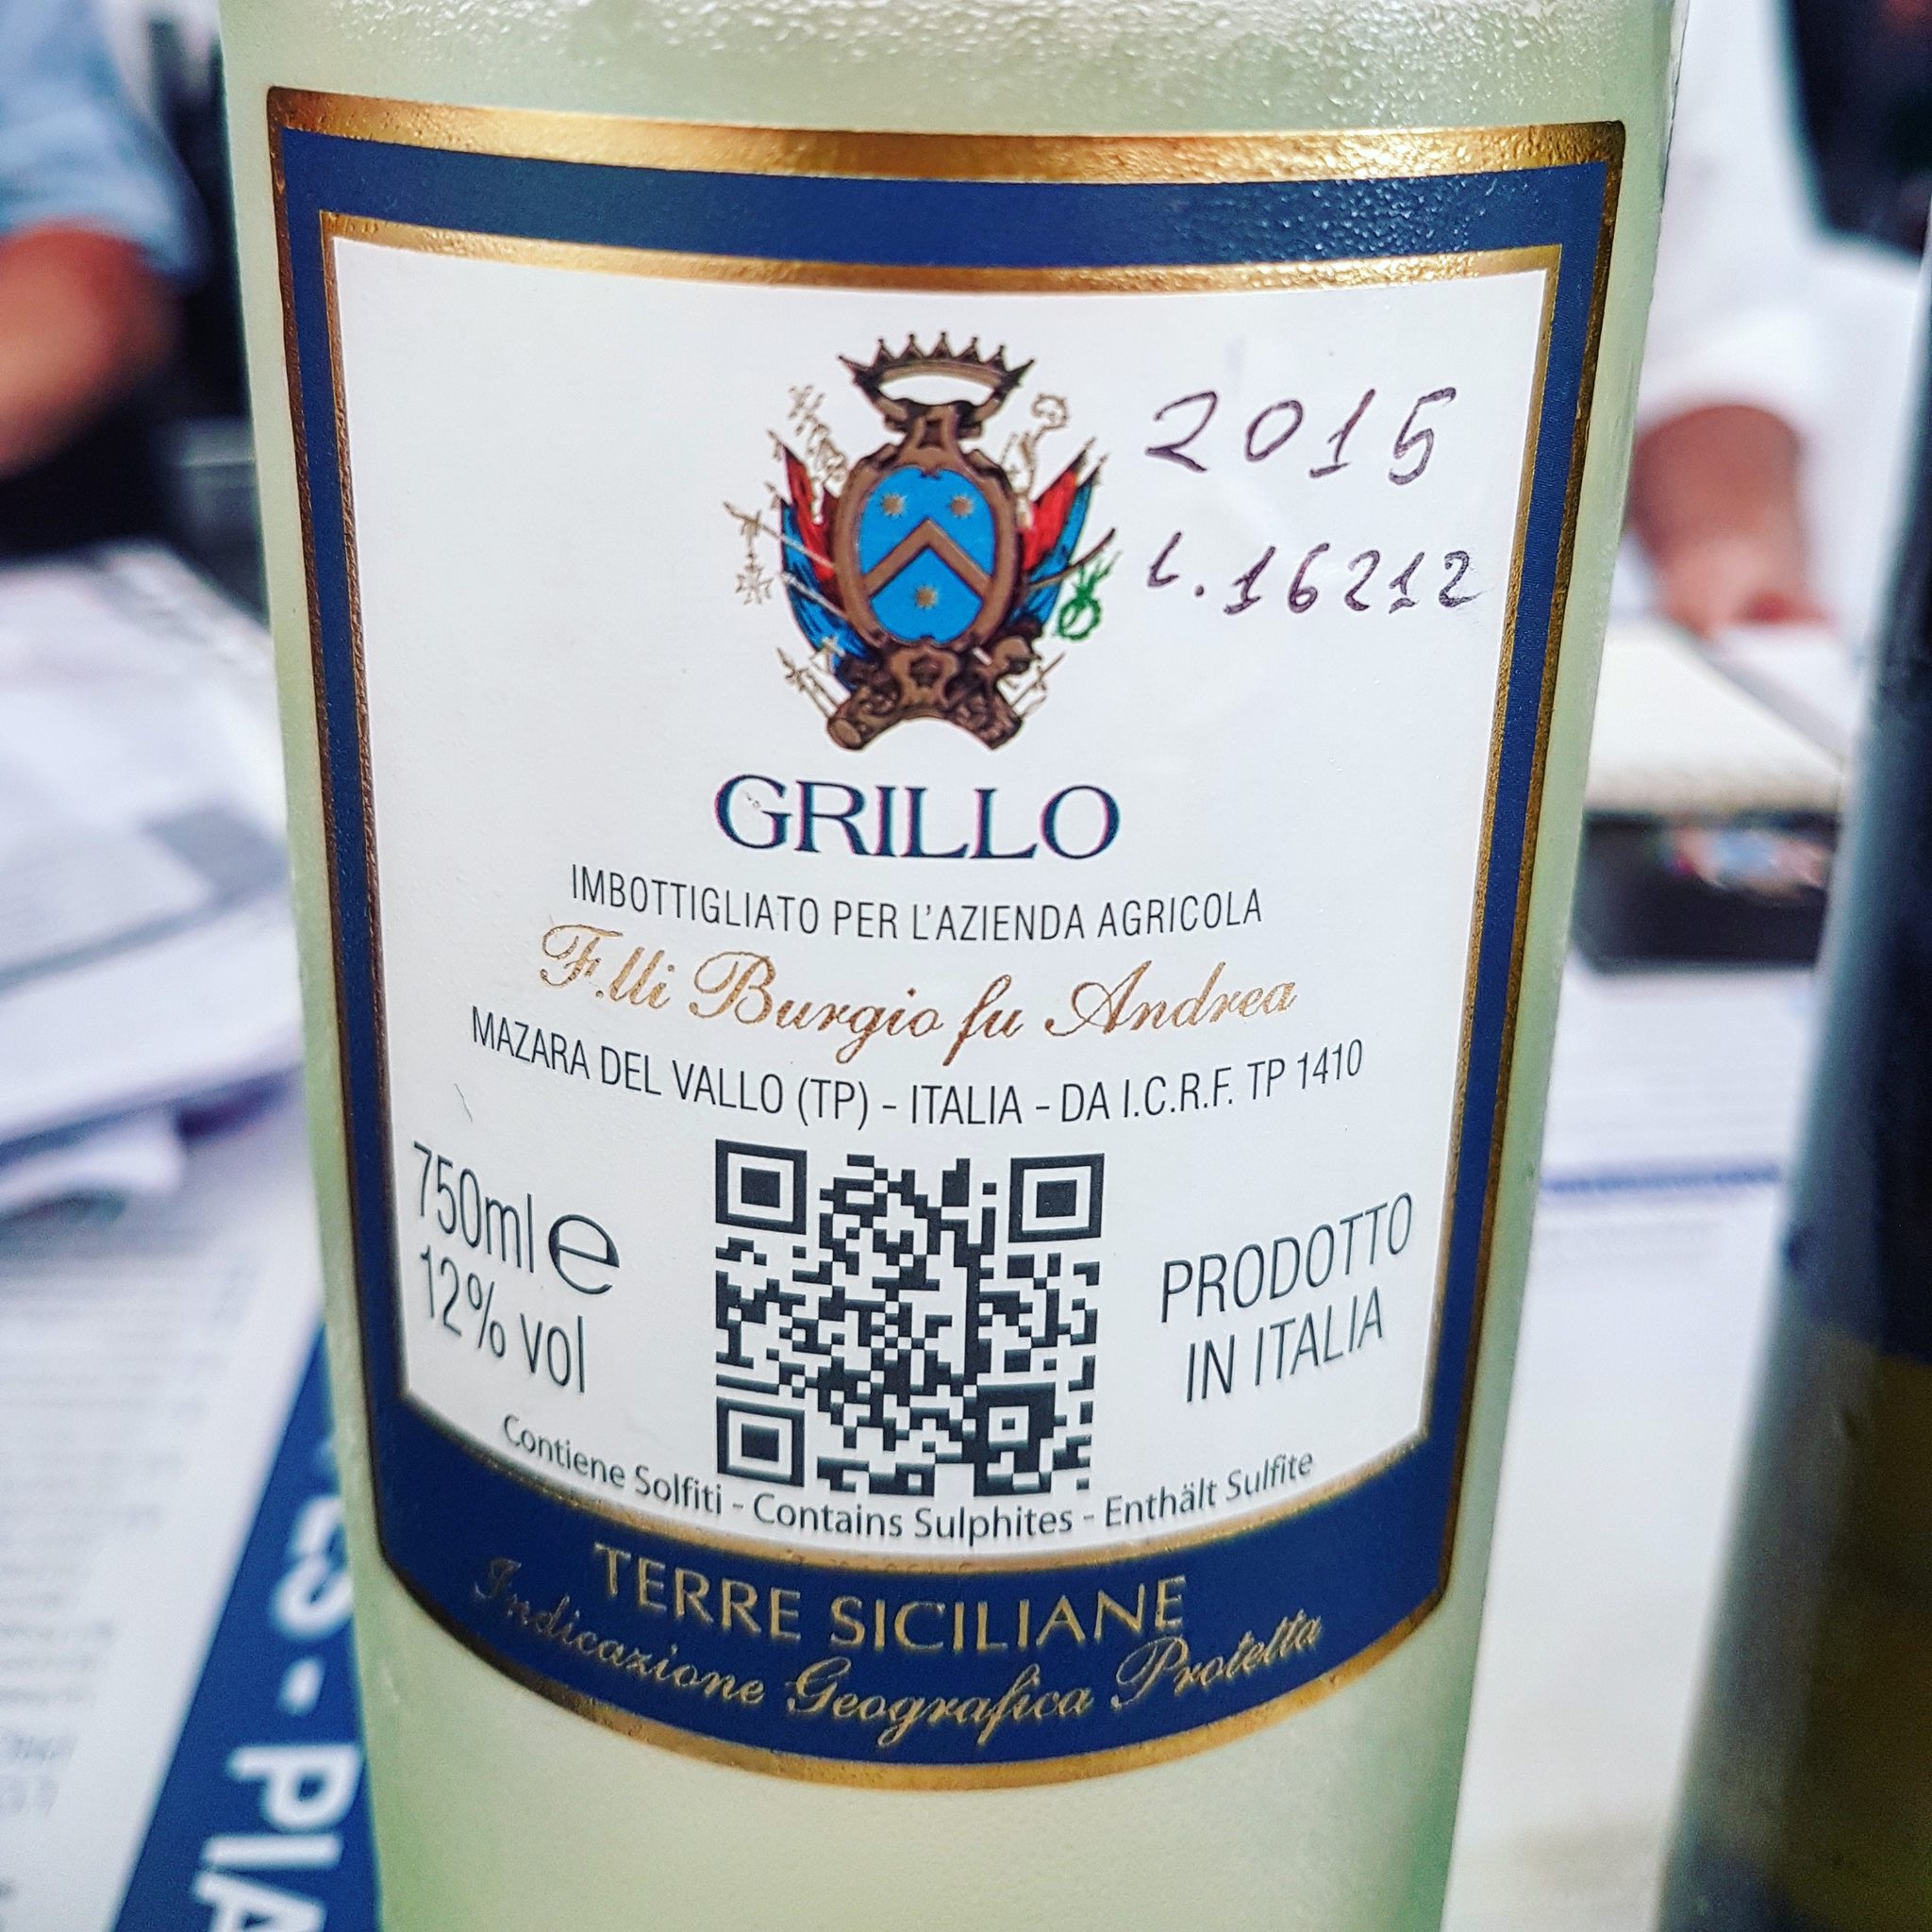 2015
L.16212
GRILLO
IMBOTTIGLIATO PER L'AZIENDA AGRICOLA
F.lli Burgio fu Andrea
MAZARA DEL VALLO (TP) - ITALIA - DA I.C.R.F. TP 1410
750ml e
12% vol
PRODOTTO
IN ITALIA
Contiene Solfiti - Contains Sulphites - Enthält Sulfite
TERRE SICILIANE
Indicazione Geografica Protetta